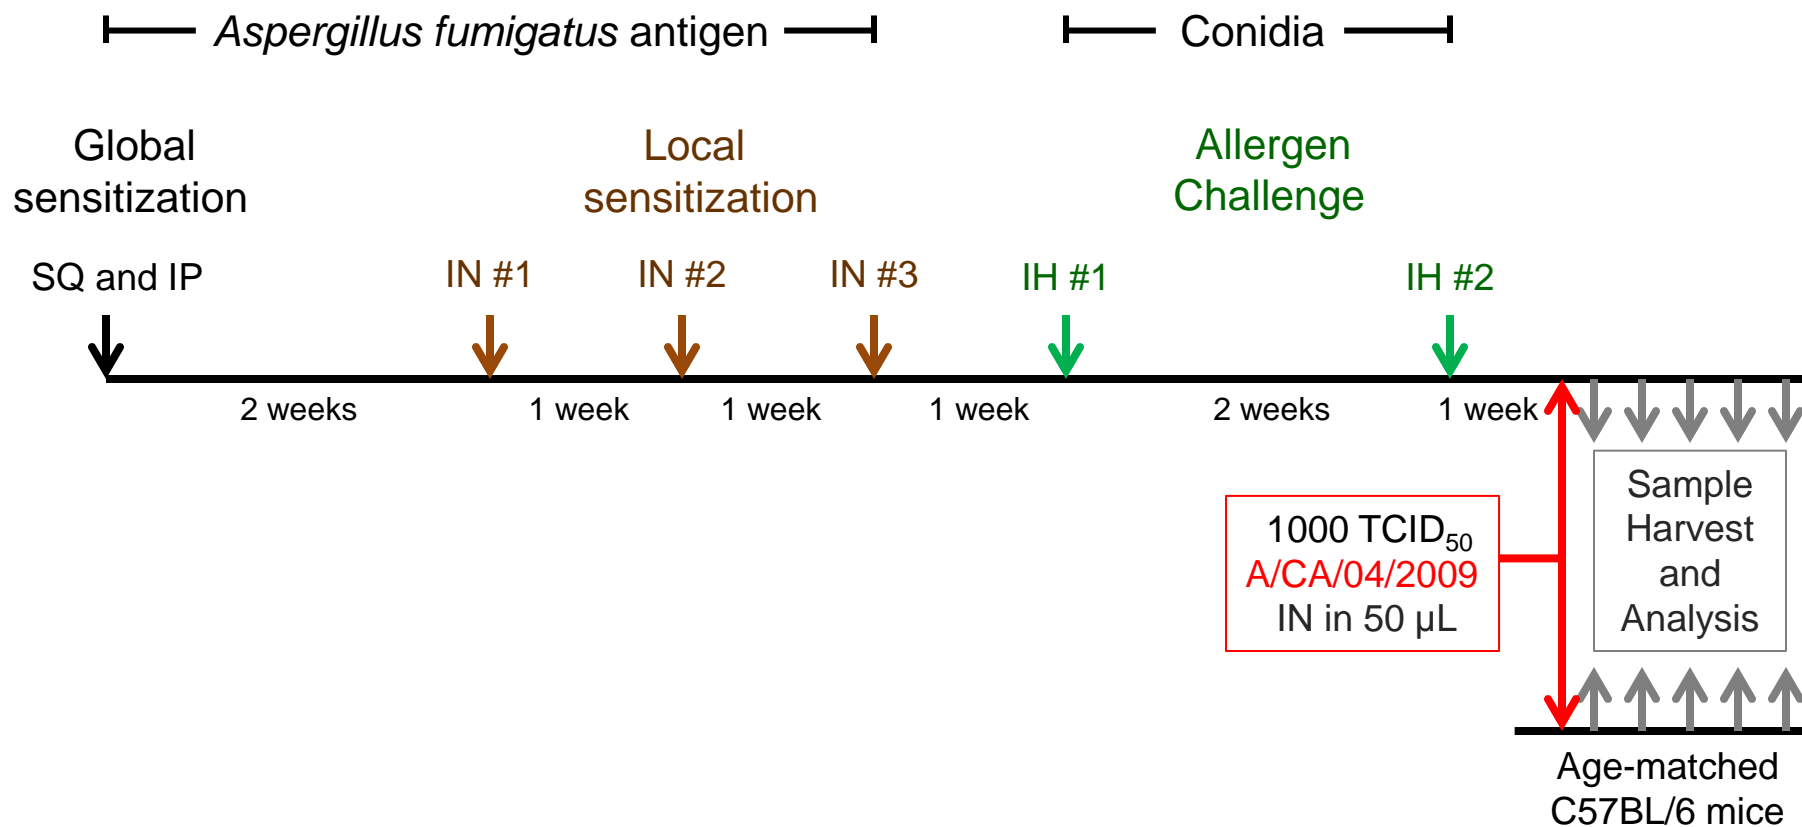 Aspergillus fumigatus antigen
Conidia
Global
sensitization
Local
sensitization
Allergen
Challenge
SQ and IP
IN #1
IN #2
IN #3
IH #1
IH #2
2 weeks
1 week
1 week
1 week
2 weeks
1 week
1000 TCID50
A/CA/04/2009
IN in 50 µL
Sample
Harvest
and
Analysis
Age-matched
C57BL/6 mice